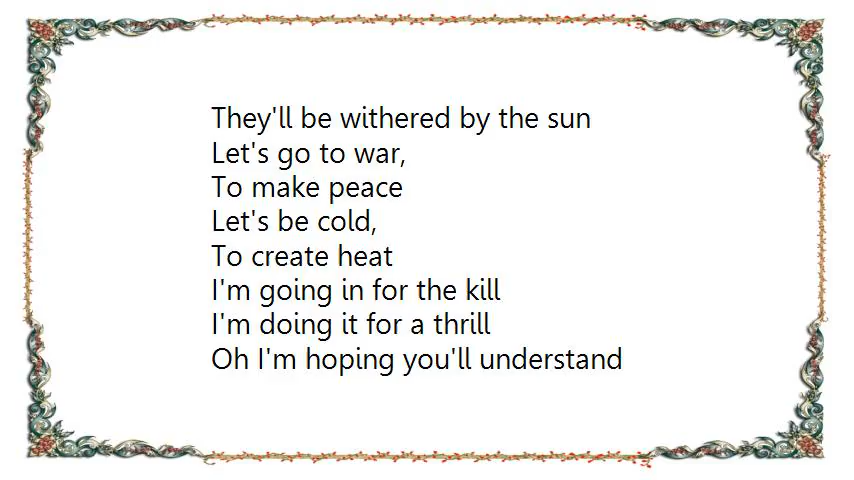 They'll be withered by the sun
Let's go to war,
To make peace
Let's be cold,
To create heat
I'm going in for the kill
I'm doing it for a thrill
Oh I'm hoping you'll understand